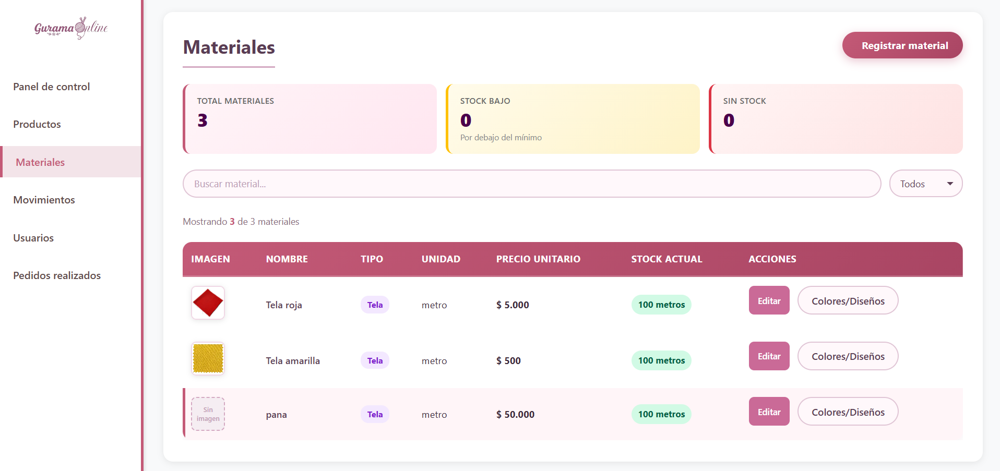 Gurama Online
Panel de control
Productos
Materiales
Movimientos
Usuarios
Pedidos realizados
Materiales
Registrar material
TOTAL MATERIALES
3
STOCK BAJO
0
Por debajo del mínimo
SIN STOCK
0
Buscar material...
Todos
Mostrando 3 de 3 materiales
IMAGEN NOMBRE TIPO UNIDAD PRECIO UNITARIO STOCK ACTUAL ACCIONES
Tela roja Tela metro $ 5.000 100 metros Editar Colores/Diseños
Tela amarilla Tela metro $ 500 100 metros Editar Colores/Diseños
Sin
imagen
pana Tela metro $ 50.000 100 metros Editar Colores/Diseños